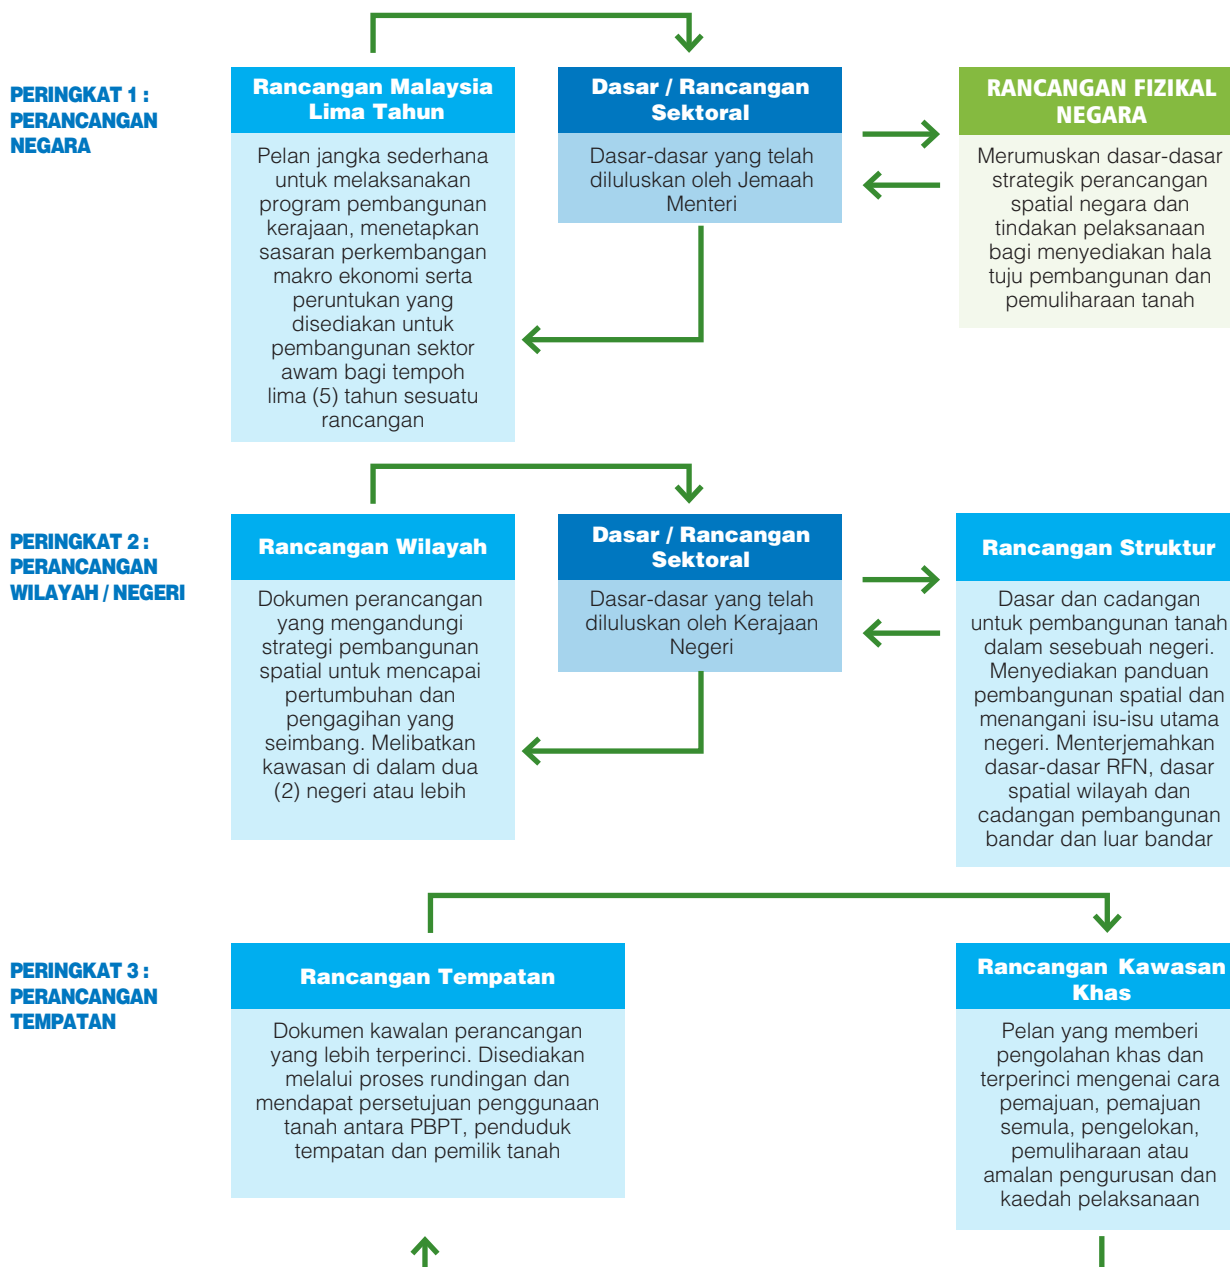 PERINGKAT 1 :
PERANCANGAN
NEGARA
Rancangan Malaysia
Lima Tahun
Pelan jangka sederhana
untuk melaksanakan
program pembangunan
kerajaan, menetapkan
sasaran perkembangan
makro ekonomi serta
peruntukan yang
disediakan untuk
pembangunan sektor
awam bagi tempoh
lima (5) tahun sesuatu
rancangan
Dasar / Rancangan
Sektoral
Dasar-dasar yang telah
diluluskan oleh Jemaah
Menteri
RANCANGAN FIZIKAL
NEGARA
Merumuskan dasar-dasar
strategik perancangan
spatial negara dan
tindakan pelaksanaan
bagi menyediakan hala
tuju pembangunan dan
pemuliharaan tanah
PERINGKAT 2 :
PERANCANGAN
WILAYAH / NEGERI
Rancangan Wilayah
Dokumen perancangan
yang mengandungi
strategi pembangunan
spatial untuk mencapai
pertumbuhan dan
pengagihan yang
seimbang. Melibatkan
kawasan di dalam dua
(2) negeri atau lebih
Dasar / Rancangan
Sektoral
Dasar-dasar yang telah
diluluskan oleh Kerajaan
Negeri
Rancangan Struktur
Dasar dan cadangan
untuk pembangunan tanah
dalam sesebuah negeri.
Menyediakan panduan
pembangunan spatial dan
menangani isu-isu utama
negeri. Menterjemahkan
dasar-dasar RFN, dasar
spatial wilayah dan
cadangan pembangunan
bandar dan luar bandar
PERINGKAT 3 :
PERANCANGAN
TEMPATAN
Rancangan Tempatan
Dokumen kawalan perancangan
yang lebih terperinci. Disediakan
melalui proses rundingan dan
mendapat persetujuan penggunaan
tanah antara PBPT, penduduk
tempatan dan pemilik tanah
Rancangan Kawasan
Khas
Pelan yang memberi
pengolahan khas dan
terperinci mengenai cara
pemajuan, pemajuan
semula, pengelokan,
pemuliharaan atau
amalan pengurusan dan
kaedah pelaksanaan